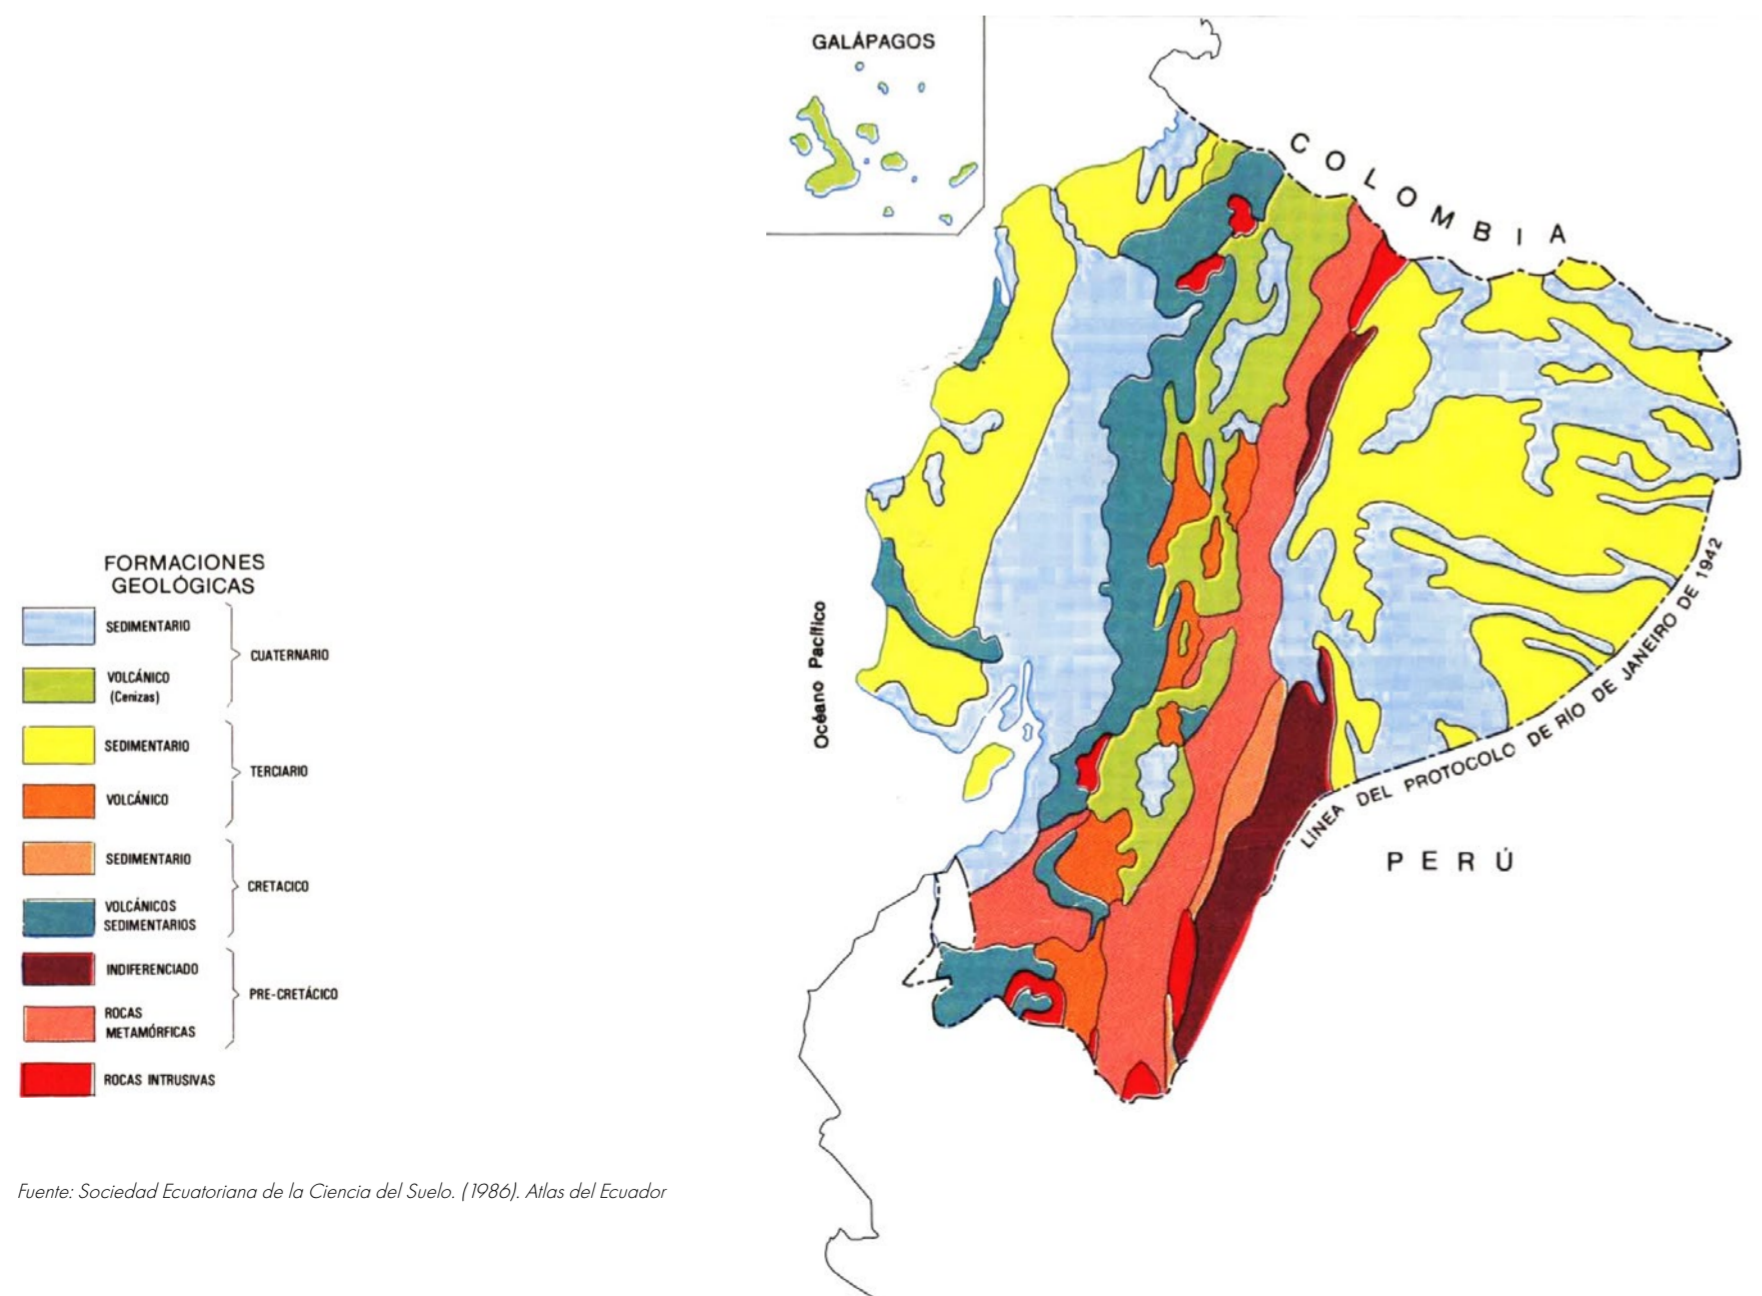 GALÁPAGOS
COLOMBIA
Océano Pacífico
LÍNEA DEL PROTOCOLO DE RÍO DE JANEIRO DE 1942
PERÚ
FORMACIONES
GEOLÓGICAS
SEDIMENTARIO
VOLCÁNICO
(Cenizas)
CUATERNARIO
SEDIMENTARIO
VOLCÁNICO
TERCIARIO
SEDIMENTARIO
VOLCÁNICOS
SEDIMENTARIOS
CRETACICO
INDIFERENCIADO
ROCAS
METAMÓRFICAS
PRE-CRETÁCICO
ROCAS INTRUSIVAS
Fuente: Sociedad Ecuatoriana de la Ciencia del Suelo. (1986). Atlas del Ecuador